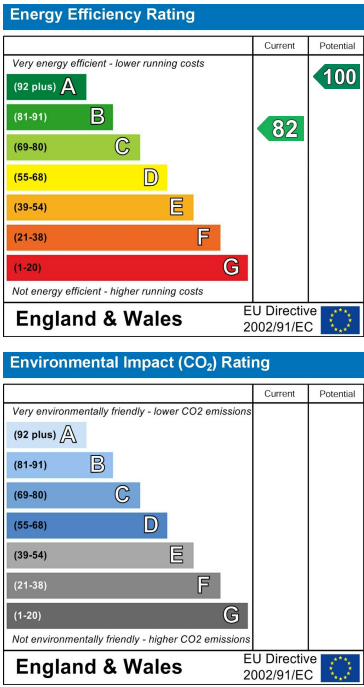 Energy Efficiency Rating
Current Potential
Very energy efficient - lower running costs
(92 plus) A
100
(81-91) B
82
(69-80) C
(55-68) D
(39-54) E
(21-38) F
(1-20) G
Not energy efficient - higher running costs
England & Wales
EU Directive
2002/91/EC
Environmental Impact (CO₂) Rating
Current Potential
Very environmentally friendly - lower CO2 emissions
(92 plus) A
(81-91) B
(69-80) C
(55-68) D
(39-54) E
(21-38) F
(1-20) G
Not environmentally friendly - higher CO2 emissions
England & Wales
EU Directive
2002/91/EC